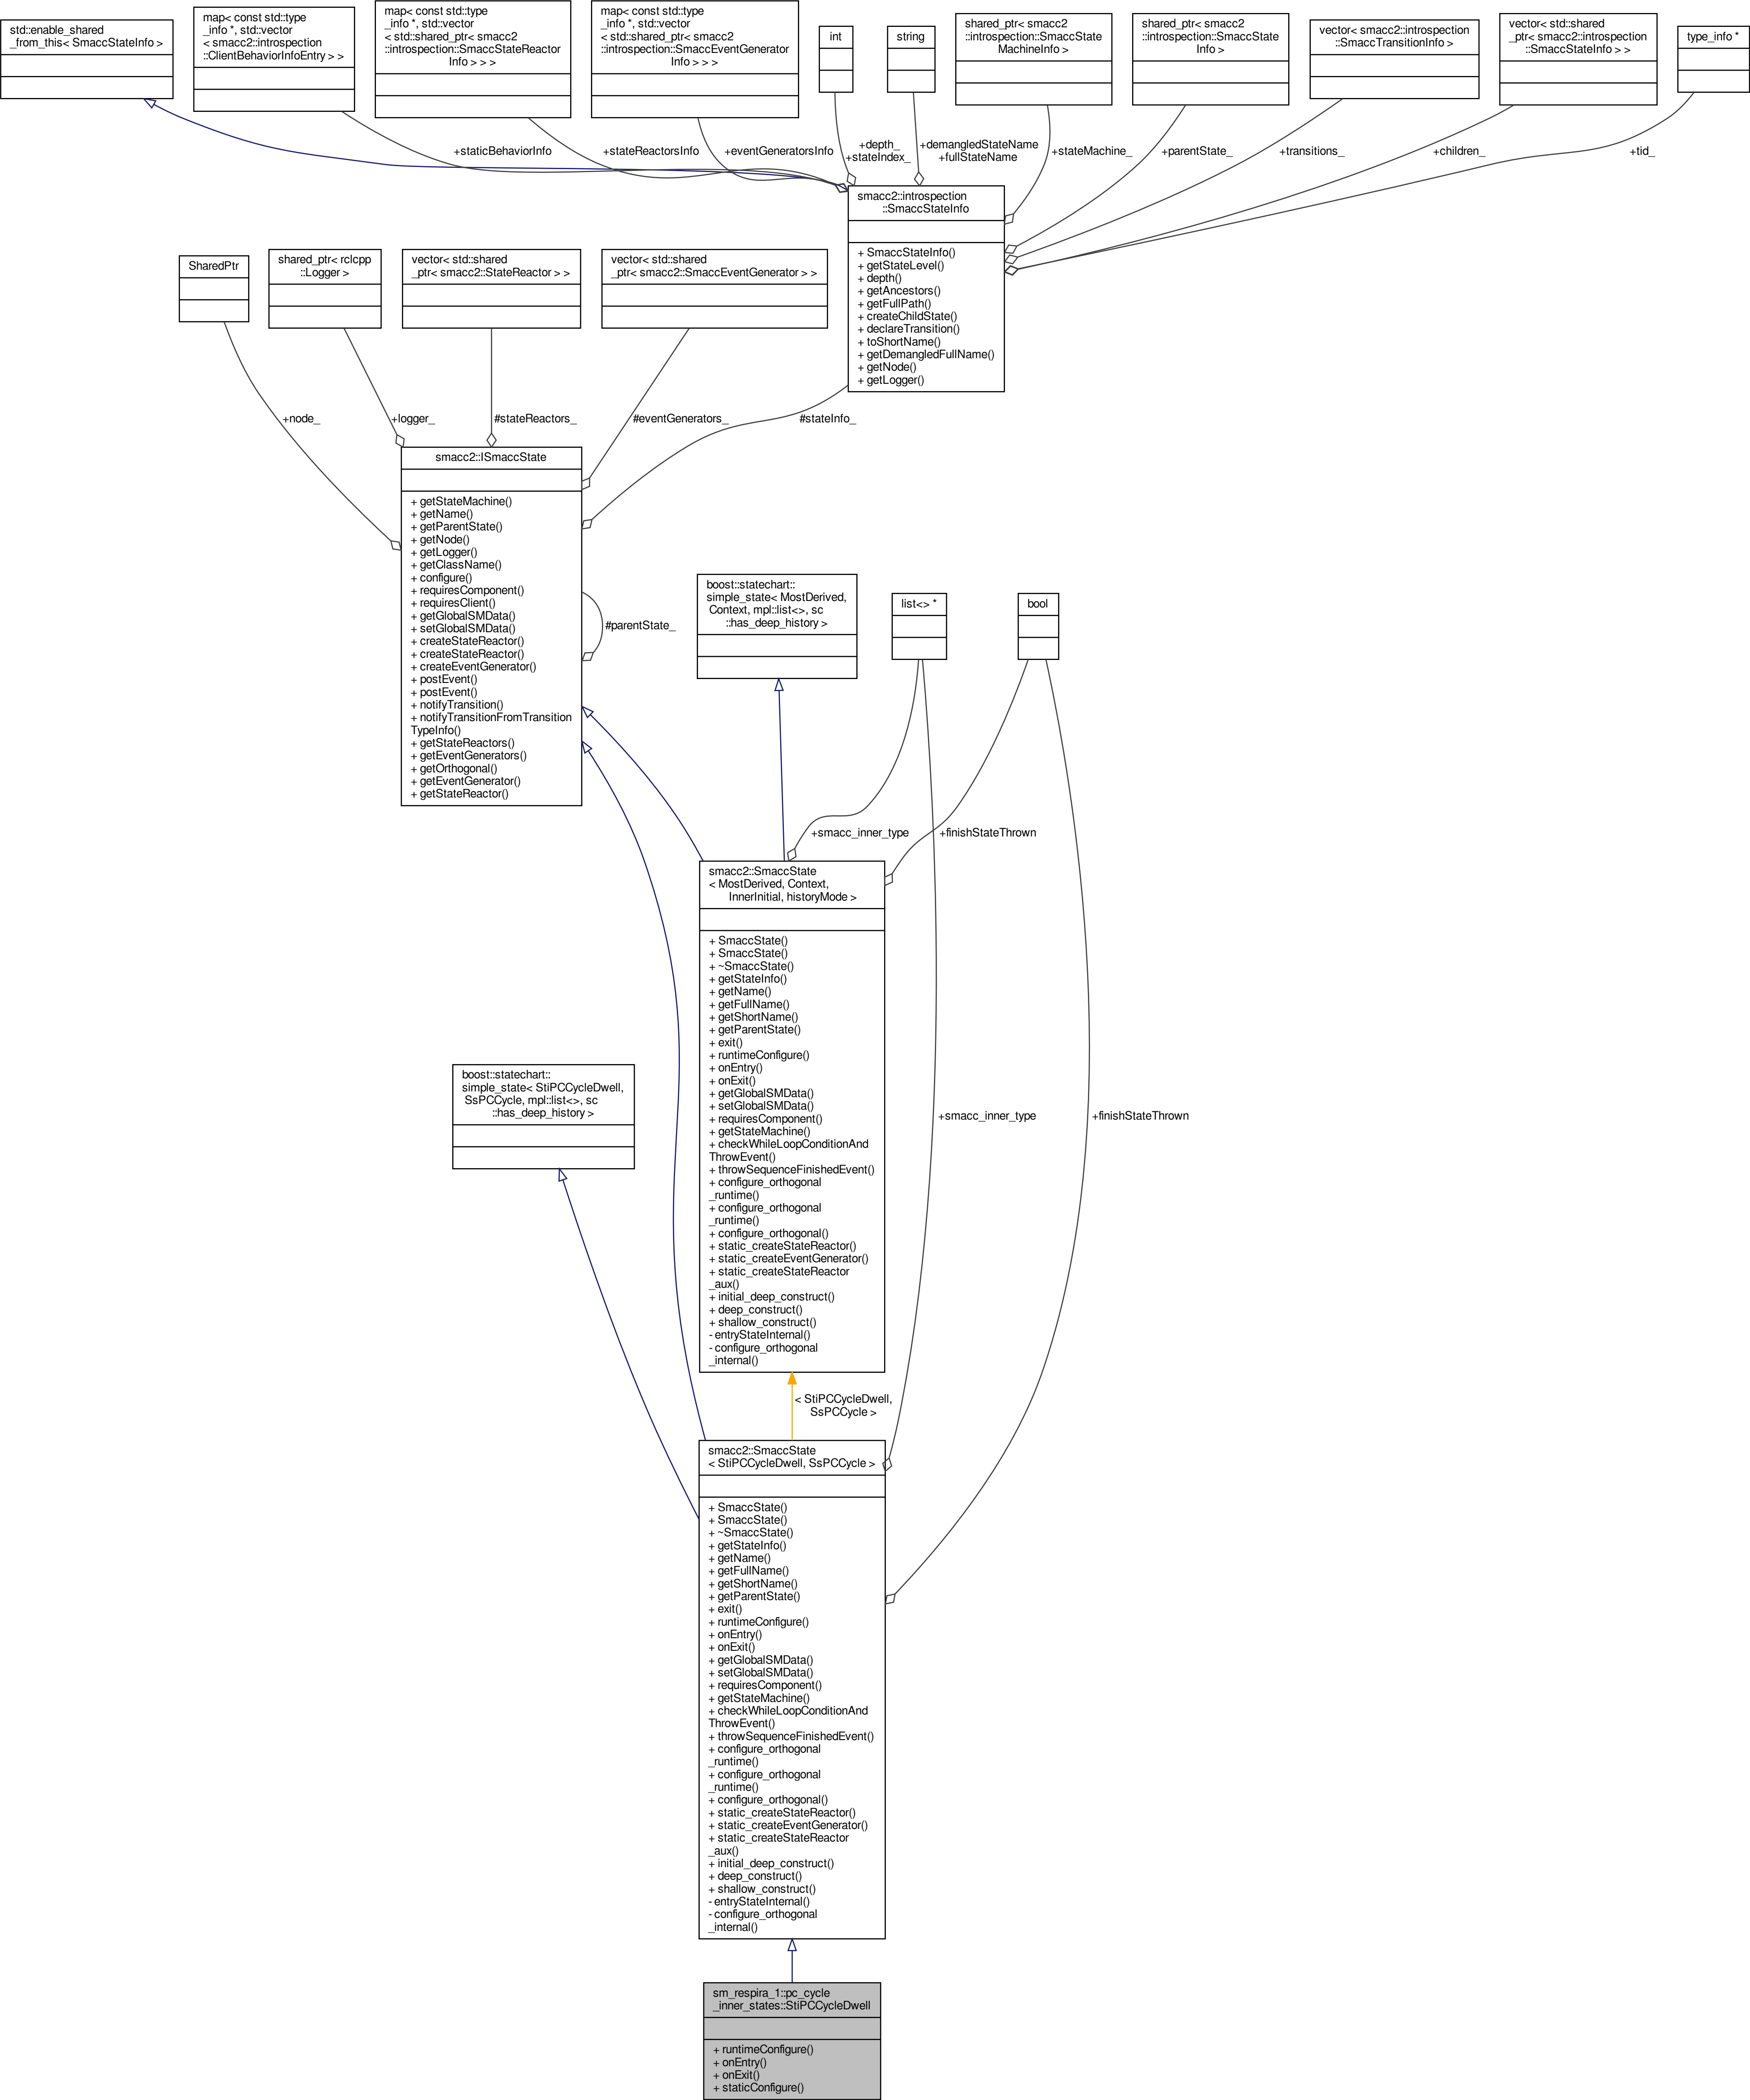 std::enable_shared
_from_this< SmaccStateInfo >
map< const std::type
_info *, std::vector
< smacc2::introspection
::ClientBehaviorInfoEntry > >
map< const std::type
_info *, std::vector
< std::shared_ptr< smacc2
::introspection::SmaccStateReactor
Info > > >
map< const std::type
_info *, std::vector
< std::shared_ptr< smacc2
::introspection::SmaccEventGenerator
Info > > >
int
string
shared_ptr< smacc2
::introspection::SmaccState
MachineInfo >
shared_ptr< smacc2
::introspection::SmaccState
Info >
vector< smacc2::introspection
::SmaccTransitionInfo >
vector< std::shared
_ptr< smacc2::introspection
::SmaccStateInfo > >
type_info *
+staticBehaviorInfo
+stateReactorsInfo
+eventGeneratorsInfo
+depth_
+stateIndex_
+demangledStateName
+fullStateName
+stateMachine_
+parentState_
+transitions_
+children_
+tid_
smacc2::introspection
::SmaccStateInfo
+ SmaccStateInfo()
+ getStateLevel()
+ depth()
+ getAncestors()
+ getFullPath()
+ createChildState()
+ declareTransition()
+ toShortName()
+ getDemangledFullName()
+ getNode()
+ getLogger()
SharedPtr
shared_ptr< rclcpp
::Logger >
vector< std::shared
_ptr< smacc2::StateReactor > >
vector< std::shared
_ptr< smacc2::SmaccEventGenerator > >
+node_
+logger_
#stateReactors_
#eventGenerators_
#stateInfo_
smacc2::ISmaccState
+ getStateMachine()
+ getName()
+ getParentState()
+ getNode()
+ getLogger()
+ getClassName()
+ configure()
+ requiresComponent()
+ requiresClient()
+ getGlobalSMData()
+ setGlobalSMData()
+ createStateReactor()
+ createStateReactor()
+ createEventGenerator()
+ postEvent()
+ postEvent()
+ notifyTransition()
+ notifyTransitionFromTransition
TypeInfo()
+ getStateReactors()
+ getEventGenerators()
+ getOrthogonal()
+ getEventGenerator()
+ getStateReactor()
#parentState_
boost::statechart::
simple_state< MostDerived,
Context, mpl::list<>, sc
::has_deep_history >
list<> *
bool
+smacc_inner_type
+finishStateThrown
smacc2::SmaccState
< MostDerived, Context,
InnerInitial, historyMode >
+ SmaccState()
+ SmaccState()
+ ~SmaccState()
+ getStateInfo()
+ getName()
+ getFullName()
+ getShortName()
+ getParentState()
+ exit()
+ runtimeConfigure()
+ onEntry()
+ onExit()
+ getGlobalSMData()
+ setGlobalSMData()
+ requiresComponent()
+ getStateMachine()
+ checkWhileLoopConditionAnd
ThrowEvent()
+ throwSequenceFinishedEvent()
+ configure_orthogonal
_runtime()
+ configure_orthogonal
_runtime()
+ configure_orthogonal()
+ static_createStateReactor()
+ static_createEventGenerator()
+ static_createStateReactor
_aux()
+ initial_deep_construct()
+ deep_construct()
+ shallow_construct()
- entryStateInternal()
- configure_orthogonal
_internal()
boost::statechart::
simple_state< StiPCCycleDwell,
SsPCCycle, mpl::list<>, sc
::has_deep_history >
+smacc_inner_type
+finishStateThrown
< StiPCCycleDwell,
SsPCCycle >
smacc2::SmaccState
< StiPCCycleDwell, SsPCCycle >
+ SmaccState()
+ SmaccState()
+ ~SmaccState()
+ getStateInfo()
+ getName()
+ getFullName()
+ getShortName()
+ getParentState()
+ exit()
+ runtimeConfigure()
+ onEntry()
+ onExit()
+ getGlobalSMData()
+ setGlobalSMData()
+ requiresComponent()
+ getStateMachine()
+ checkWhileLoopConditionAnd
ThrowEvent()
+ throwSequenceFinishedEvent()
+ configure_orthogonal
_runtime()
+ configure_orthogonal
_runtime()
+ configure_orthogonal()
+ static_createStateReactor()
+ static_createEventGenerator()
+ static_createStateReactor
_aux()
+ initial_deep_construct()
+ deep_construct()
+ shallow_construct()
- entryStateInternal()
- configure_orthogonal
_internal()
sm_respira_1::pc_cycle
_inner_states::StiPCCycleDwell
+ runtimeConfigure()
+ onEntry()
+ onExit()
+ staticConfigure()